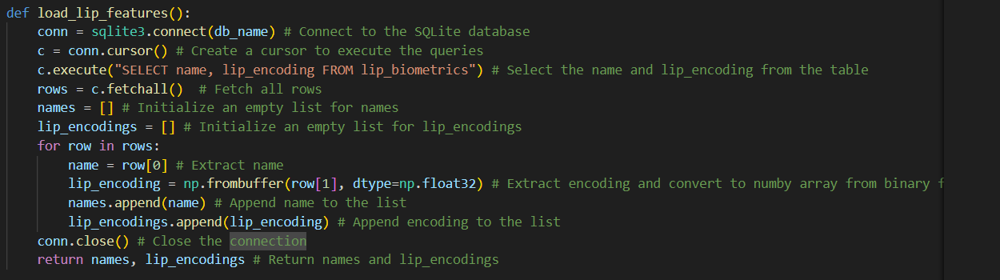 def load_lip_features():
    conn = sqlite3.connect(db_name) # Connect to the SQLite database
    c = conn.cursor() # Create a cursor to execute the queries
    c.execute("SELECT name, lip_encoding FROM lip_biometrics") # Select the name and lip_encoding from the table
    rows = c.fetchall()  # Fetch all rows
    names = [] # Initialize an empty list for names
    lip_encodings = [] # Initialize an empty list for lip_encodings
    for row in rows:
        name = row[0] # Extract name
        lip_encoding = np.frombuffer(row[1], dtype=np.float32) # Extract encoding and convert to numby array from binary f
        names.append(name) # Append name to the list
        lip_encodings.append(lip_encoding) # Append encoding to the list
    conn.close() # Close the connection
    return names, lip_encodings # Return names and lip_encodings